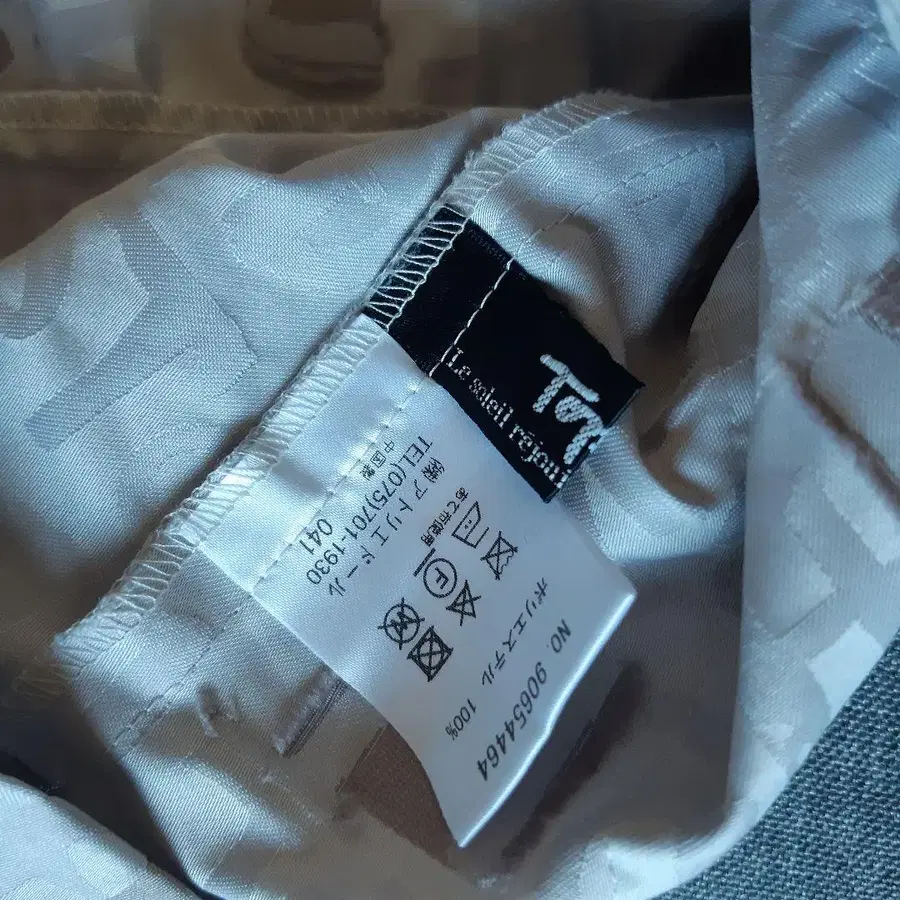 Tor
Le soleil réjoui
NO. 90654464
ポリエステル 100%
F
あて布使用
㈱アトリエドール
TEL(075)701-1930
041
中国製